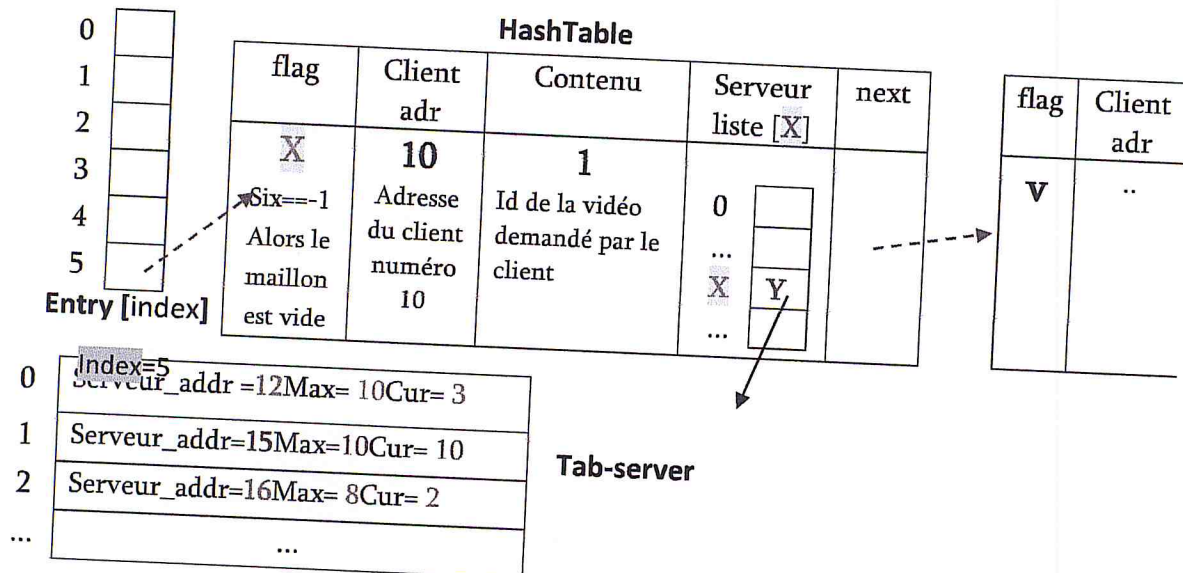 HashTable
0
1
2
3
4
5
Entry [index]
Index=5
flag
Client
adr
Contenu
Serveur
liste [X]
next
X
Six==-1
Alors le
maillon
est vide
10
Adresse
du client
numéro
10
1
Id de la vidéo
demandé par le
client
0
...
X
Y
...
flag
Client
adr
v
..
0
Serveur_addr =12Max= 10Cur= 3
1
Serveur_addr=15Max=10Cur= 10
2
Serveur_addr=16Max= 8Cur= 2
...
...
Tab-server